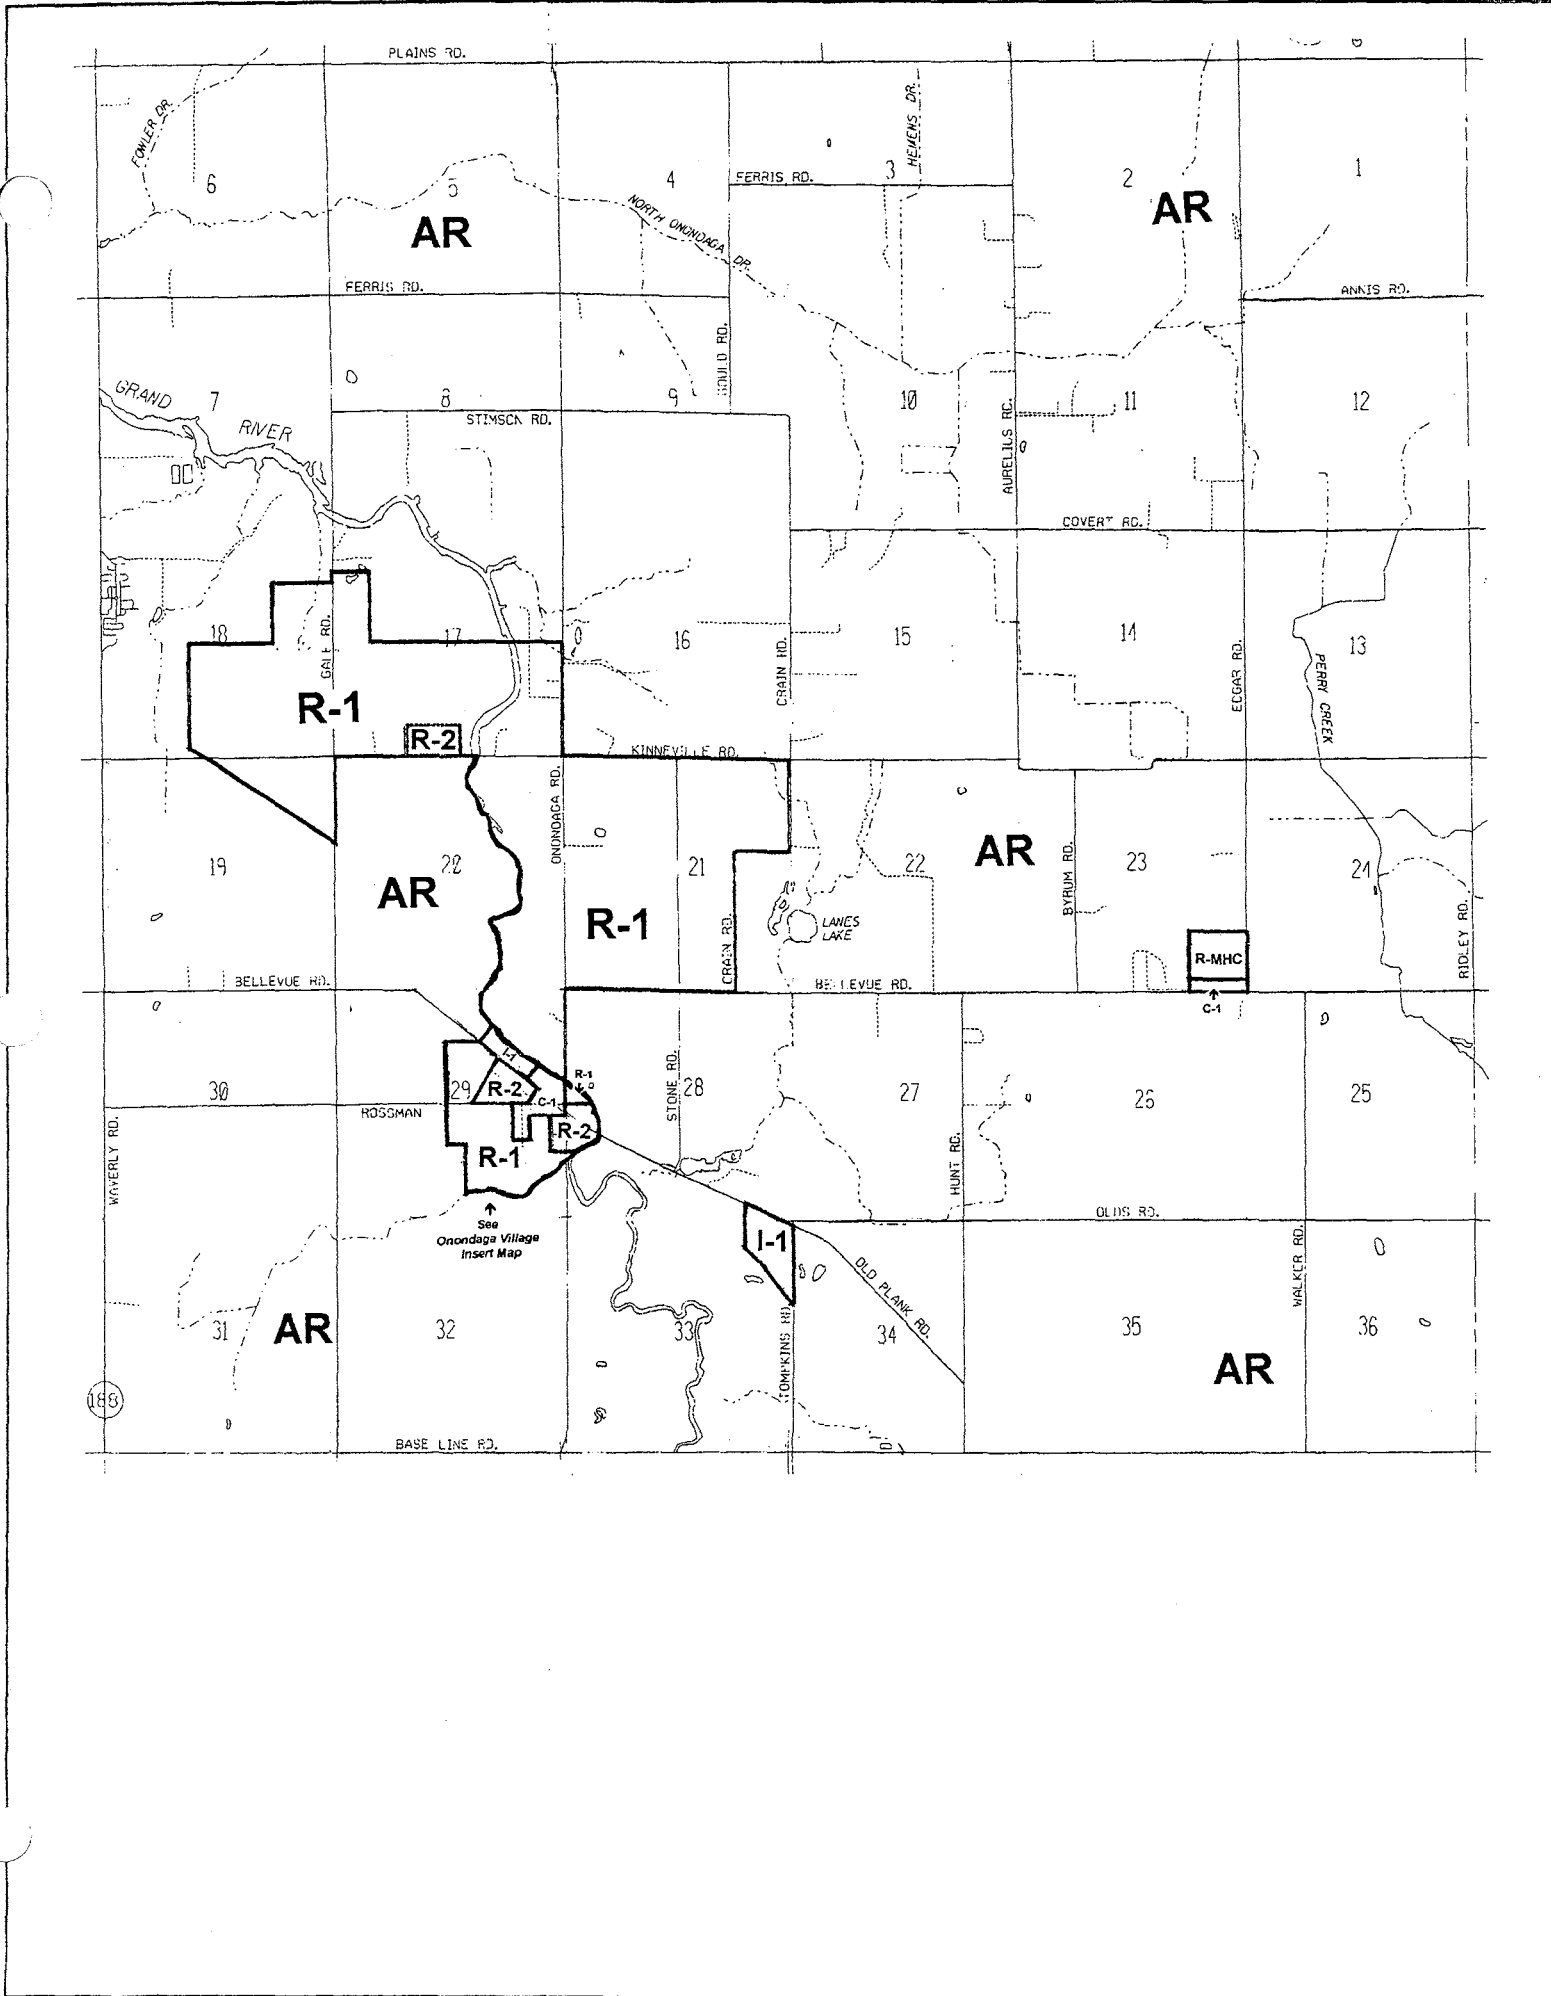 PLAINS RD.
FOWLER DR.
HEMENS DR.
6
5
4
FERRIS RD.
3
2
1
AR
AR
NORTH ONONDAGA DR.
FERRIS RD.
ANNIS RD.
GOULD RD.
GRAND
RIVER
7
8
9
10
11
12
STIMSON RD.
AURELIUS RD.
COVERT RD.
18
17
16
15
14
13
GALE RD.
CRAIN RD.
EDGAR RD.
PERRY CREEK
R-1
R-2
KINNEVILLE RD.
ONONDAGA RD.
19
20
21
22
23
24
AR
AR
BYRUM RD.
R-1
LANES
LAKE
CRAIN RD.
RIDLEY RD.
R-MHC
C-1
BELLEVUE RD.
BELLEVUE RD.
30
29
I-1
R-2
R-1
C-1
28
27
26
25
STONE RD.
ROSSMAN
R-2
R-1
WAVERLY RD.
HUNT RD.
See
Onondaga Village
Insert Map
I-1
OLDS RD.
OLD PLANK RD.
WALKER RD.
31
AR
32
33
34
35
36
TOMPKINS RD.
AR
188
BASE LINE RD.